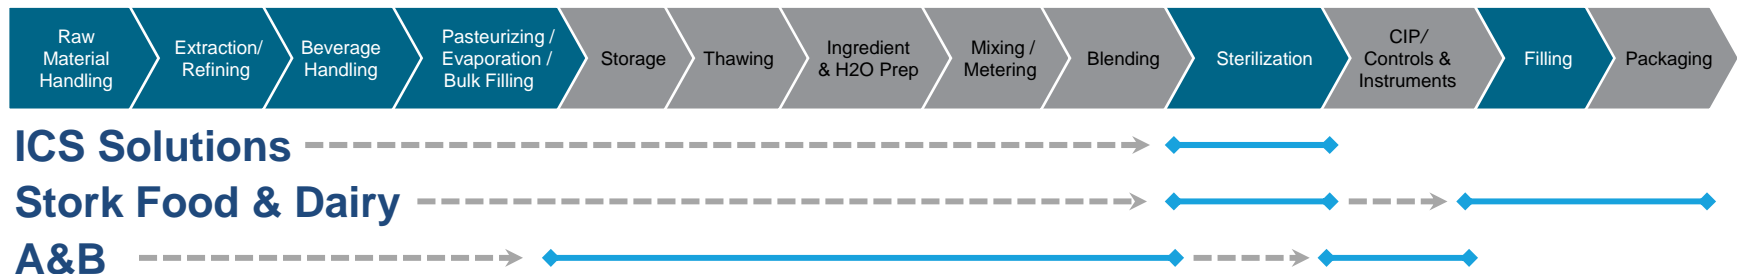 Raw
Material
Handling
Extraction/
Refining
Beverage
Handling
Pasteurizing /
Evaporation /
Bulk Filling
Storage
Thawing
Ingredient
& H2O Prep
Mixing /
Metering
Blending
Sterilization
CIP/
Controls &
Instruments
Filling
Packaging
ICS Solutions
Stork Food & Dairy
A&B